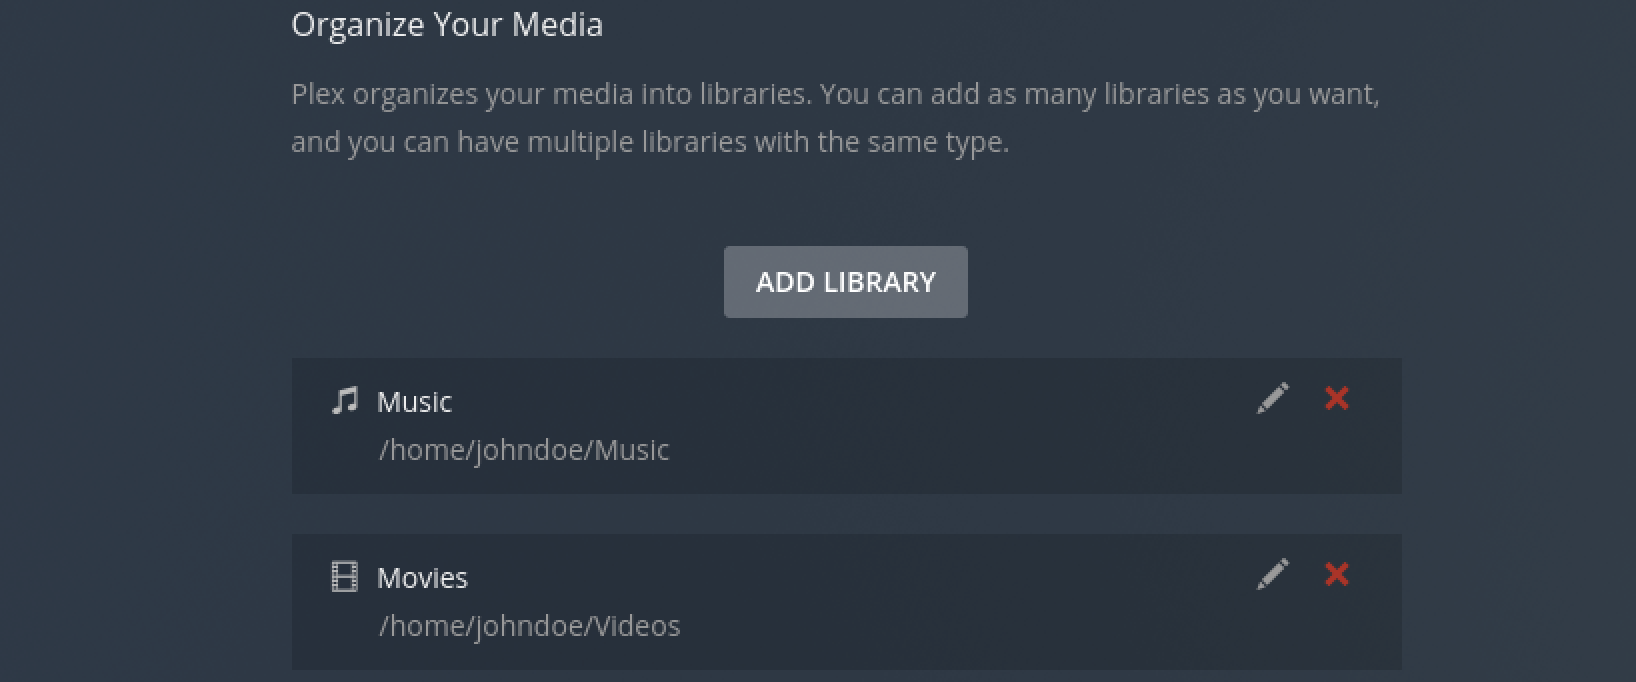 Organize Your Media
Plex organizes your media into libraries. You can add as many libraries as you want,
and you can have multiple libraries with the same type.
ADD LIBRARY
Music
/home/johndoe/Music
Movies
/home/johndoe/Videos